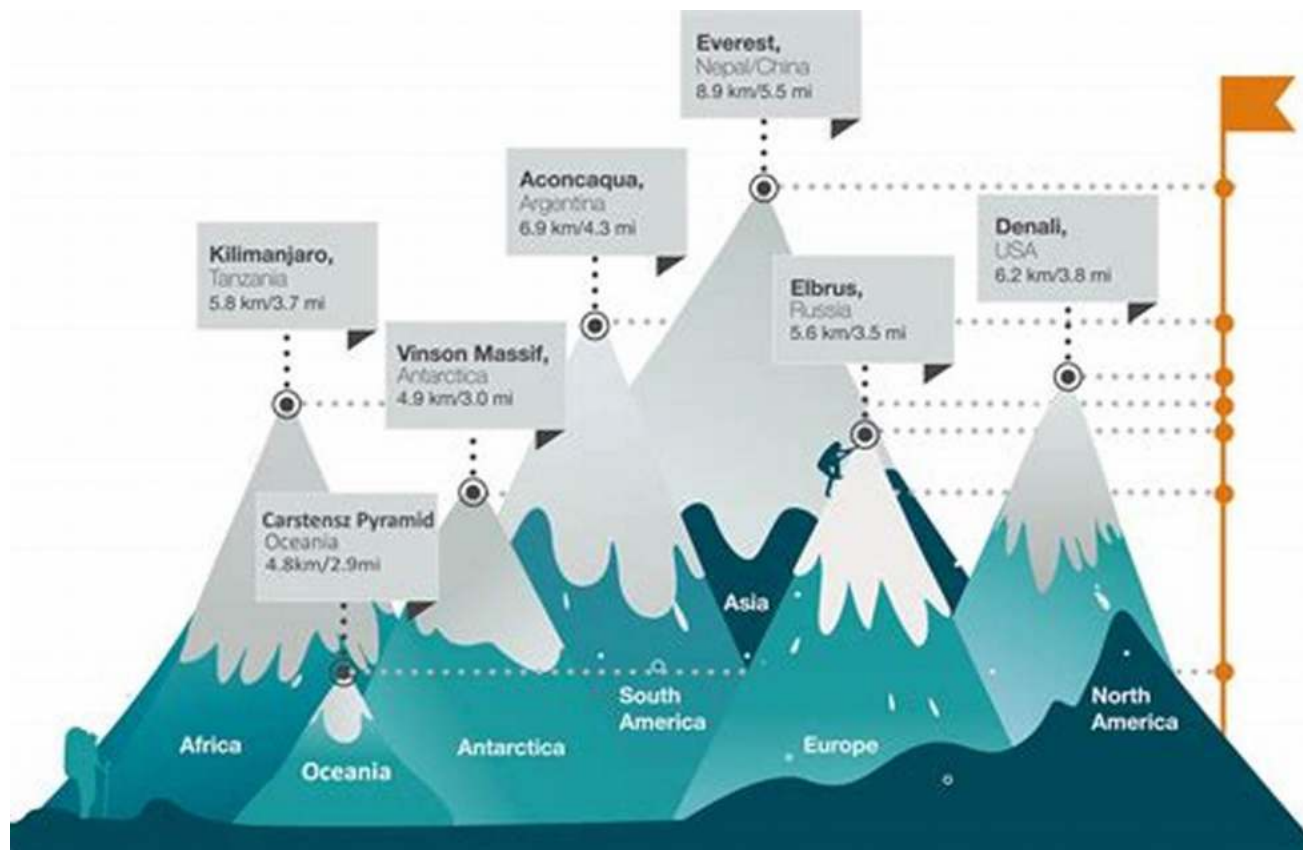 Everest,
Nepal/China
8.9 km/5.5 mi
Aconcaqua,
Argentina
6.9 km/4.3 mi
Denali,
USA
6.2 km/3.8 mi
Kilimanjaro,
Tanzania
5.8 km/3.7 mi
Elbrus,
Russia
5.6 km/3.5 mi
Vinson Massif,
Antarctica
4.9 km/3.0 mi
Carstensz Pyramid
Oceania
4.8km/2.9mi
Asia
South
America
North
America
Africa
Antarctica
Europe
Oceania